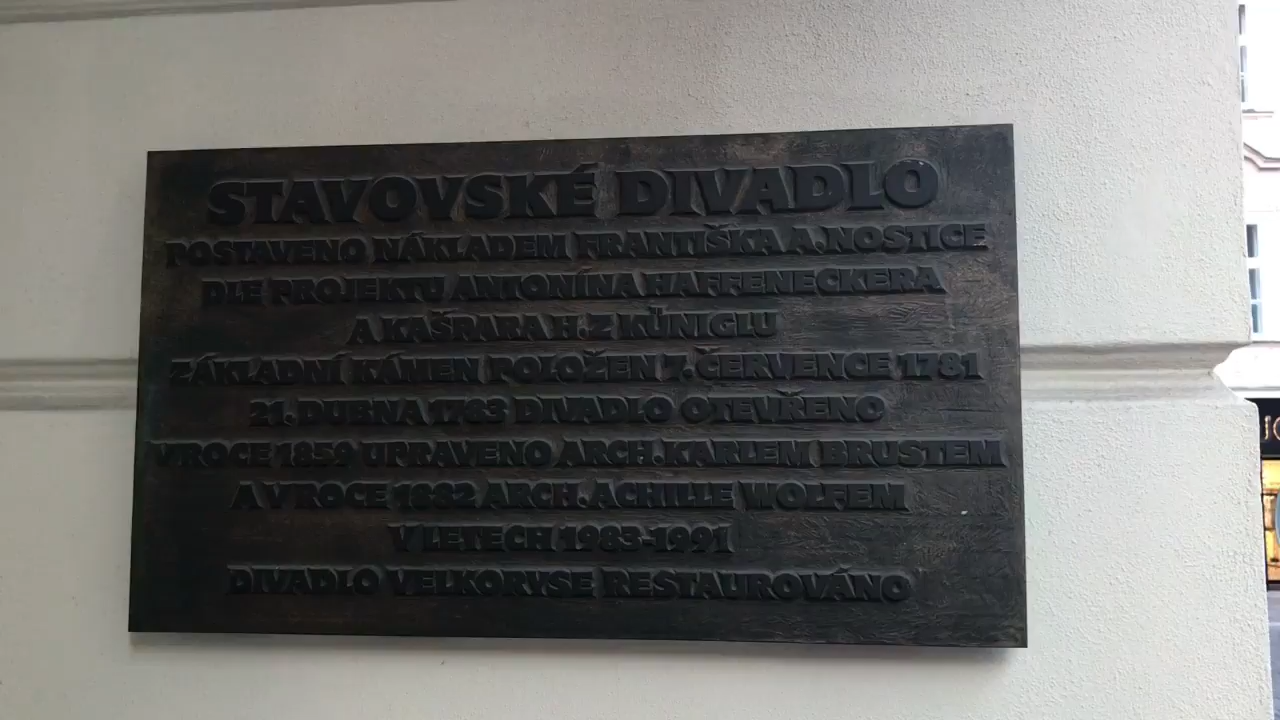 STAVOVSKÉ DIVADLO
POSTAVENO NÁKLADEM FRANTIŠKA A. NOSTICE
DLE PROJEKTU ANTONÍNA HAFFENECKERA
A KAŠPARA H. Z KÜNIGLU
ZÁKLADNÍ KÁMEN POLOŽEN 7. ČERVENCE 1781
21. DUBNA 1783 DIVADLO OTEVŘENO
V ROCE 1859 UPRAVENO ARCH. KARLEM BRUSTEM
A V ROCE 1882 ARCH. ACHILLE WOLFEM
V LETECH 1983-1991
DIVADLO VELKORYSE RESTAUROVÁNO